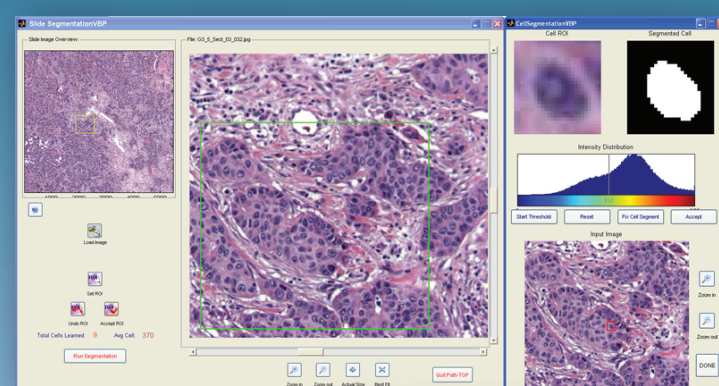 Slide SegmentationVBP
Slide Image Overview:
1000 2000 3000 4000 5000
Load Image
Set ROI
Undo ROI Accept ROI
Total Cells Learned: 9 Avg Cell: 370
Run Segmentation
File :G3_5_Sect_03_032.jpg
Zoom in Zoom out Actual Size Best Fit
Quit Path-TOP
CellSegmentationVBP
Cell ROI
Segmented Cell
Intensity Distribution
Start Threshold Reset Fix Cell Segment Accept
Input Image
Zoom in
Zoom out
DONE